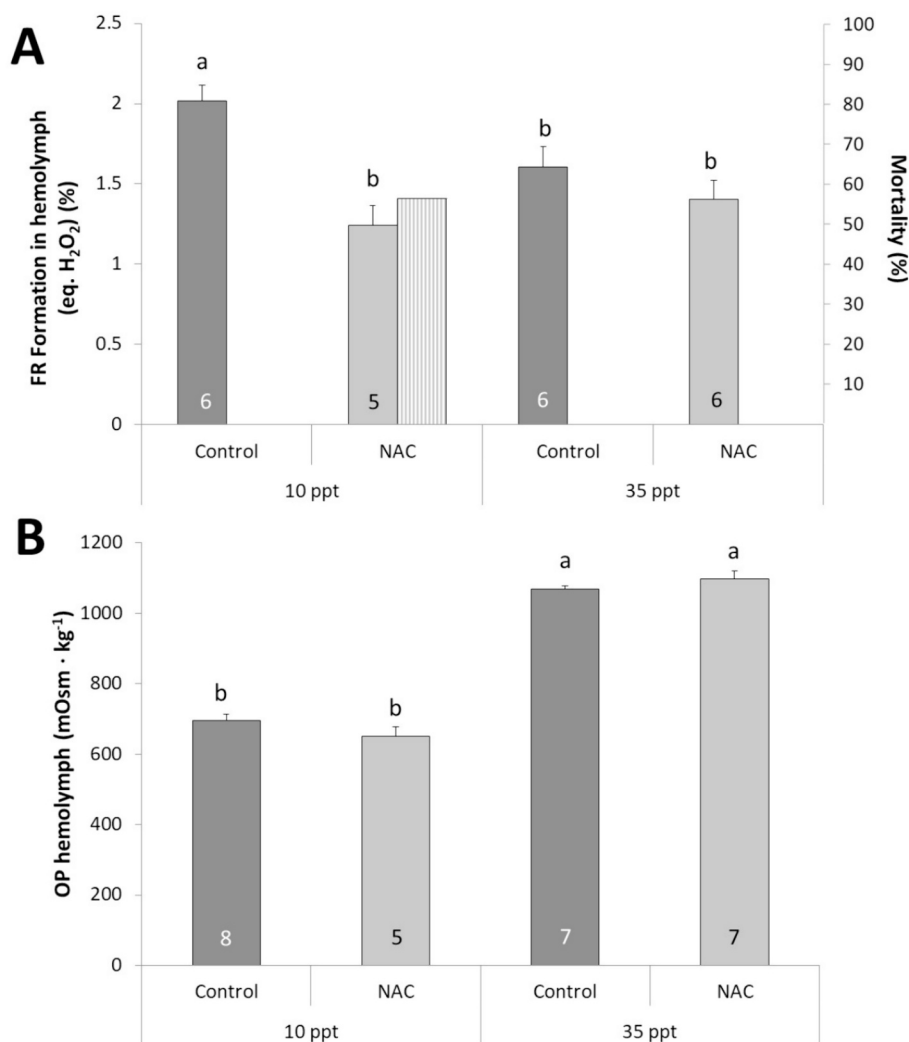 A
FR Formation in hemolymph
(eq. H₂O₂) (%)
2.5
2
1.5
1
0.5
0
a
b
b
b
6
5
6
6
100
90
80
70
60
50
40
30
20
10
Mortality
(%)
Control
NAC
Control
NAC
10 ppt
35 ppt
B
OP hemolymph (mOsm · kg⁻¹)
1200
1000
800
600
400
200
0
b
b
a
a
8
5
7
7
Control
NAC
Control
NAC
10 ppt
35 ppt